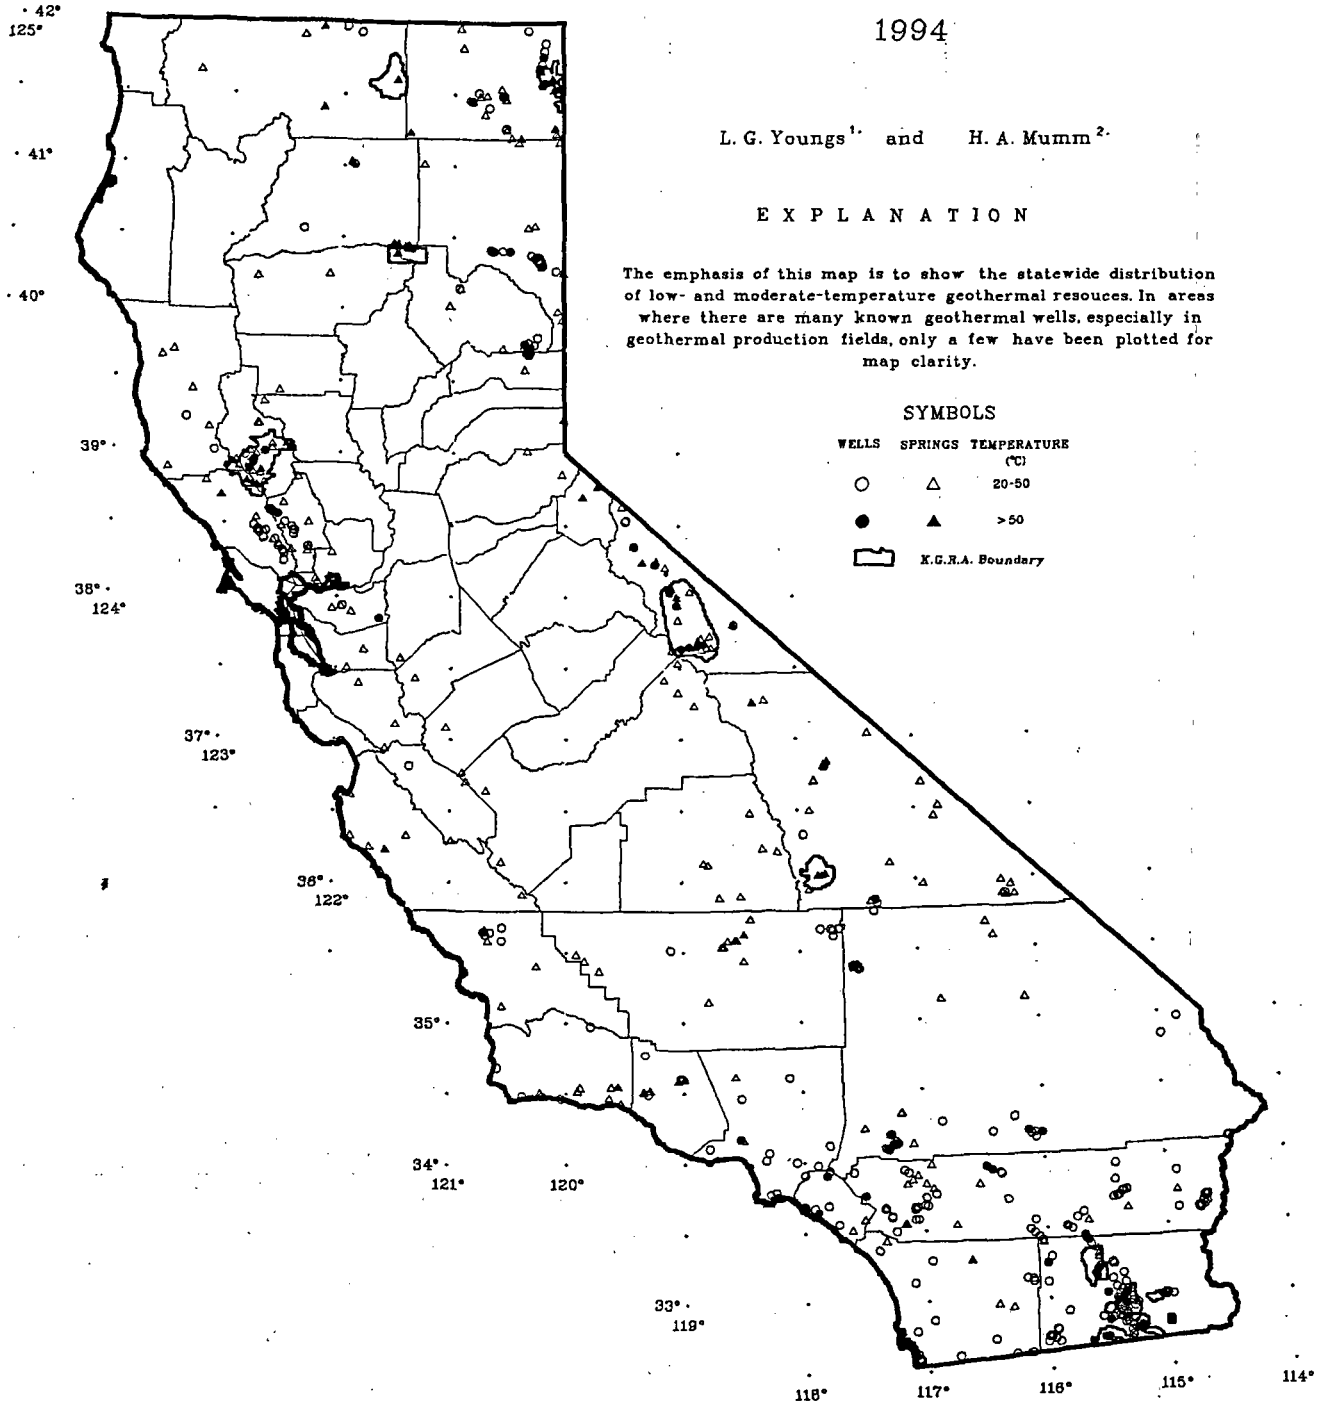 1994
42°
125°
L. G. Youngs 1. and H. A. Mumm 2.
41°
EXPLANATION
The emphasis of this map is to show the statewide distribution
of low- and moderate-temperature geothermal resouces. In areas
where there are many known geothermal wells, especially in
geothermal production fields, only a few have been plotted for
map clarity.
40°
SYMBOLS
WELLS SPRINGS TEMPERATURE
(°C)
20-50
>50
K.G.R.A. Boundary
39°
38°
124°
37°
123°
36°
122°
35°
34°
121°
120°
33°
119°
118°
117°
116°
115°
114°